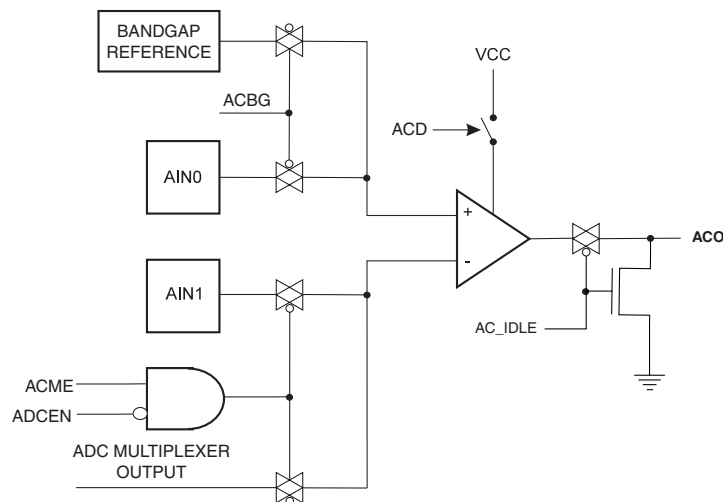 BANDGAP
REFERENCE
VCC
ACBG
ACD
AIN0
+
ACO
-
AIN1
AC_IDLE
ACME
ADCEN
ADC MULTIPLEXER
OUTPUT